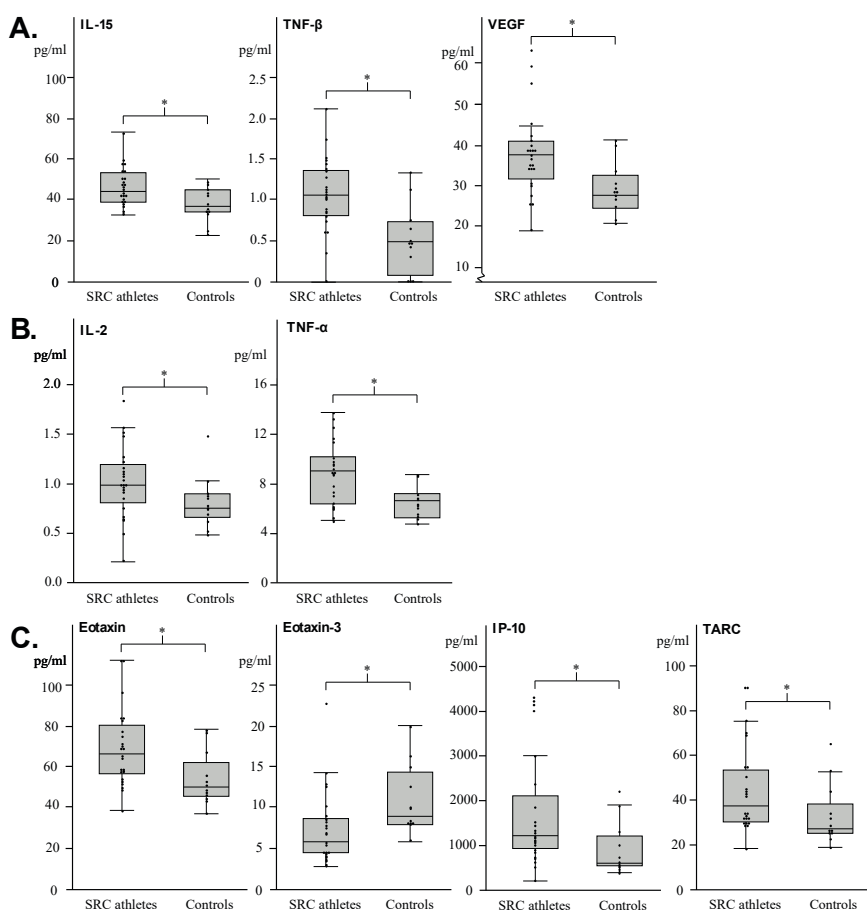 A.
IL-15
pg/ml
100
80
60
40
20
0
*
SRC athletes Controls
TNF-β
pg/ml
2.5
2.0
1.5
1.0
0.5
0
*
SRC athletes Controls
VEGF
pg/ml
60
50
40
30
20
10
*
SRC athletes Controls
B.
IL-2
pg/ml
2.0
1.5
1.0
0.5
0.0
*
SRC athletes Controls
TNF-α
pg/ml
16
12
8
4
0
*
SRC athletes Controls
C.
Eotaxin
pg/ml
100
80
60
40
20
0
*
SRC athletes Controls
Eotaxin-3
pg/ml
25
20
15
10
5
0
*
SRC athletes Controls
IP-10
pg/ml
5000
4000
3000
2000
1000
0
*
SRC athletes Controls
TARC
pg/ml
100
80
60
40
20
0
*
SRC athletes Controls